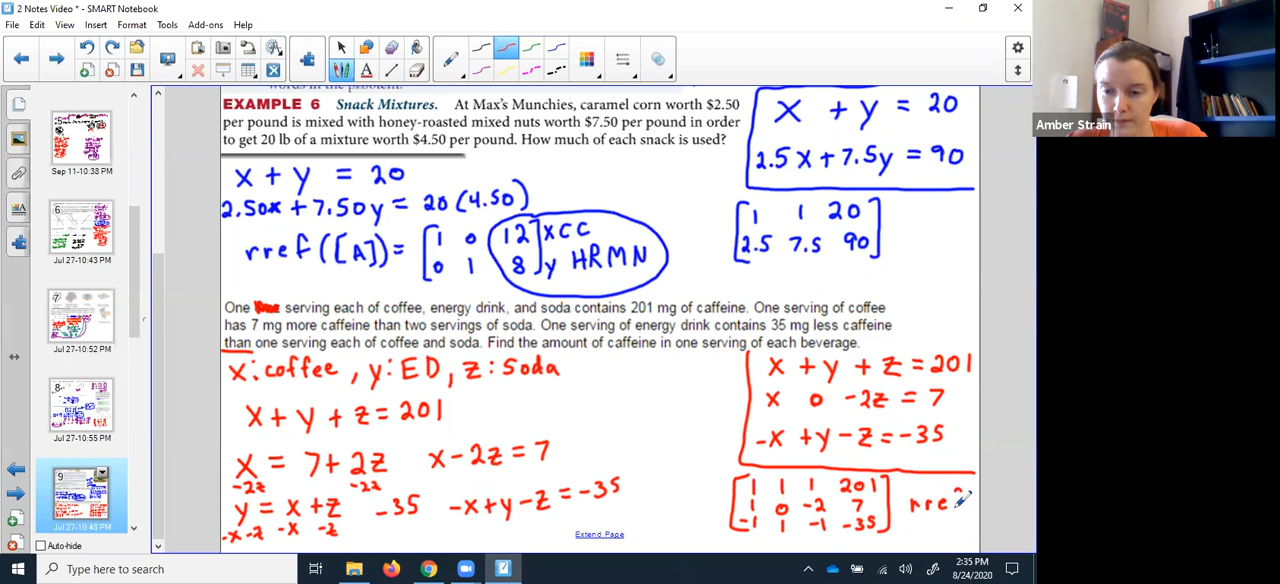 2 Notes Video * - SMART Notebook
File Edit View Insert Format Tools Add-ons Help
EXAMPLE 6 Snack Mixtures. At Max's Munchies, caramel corn worth $2.50
per pound is mixed with honey-roasted mixed nuts worth $7.50 per pound in order
to get 20 lb of a mixture worth $4.50 per pound. How much of each snack is used?
x + y = 20
2.5x + 7.5y = 90
x + y = 20
2.50x + 7.50y = 20(4.50)
[1 1 20]
[2.5 7.5 90]
rref([A]) = [1 0 12] x CC
[0 1 8] y HRMN
Amber Strain
One serving each of coffee, energy drink, and soda contains 201 mg of caffeine. One serving of coffee
has 7 mg more caffeine than two servings of soda. One serving of energy drink contains 35 mg less caffeine
than one serving each of coffee and soda. Find the amount of caffeine in one serving of each beverage.
x: coffee, y: ED, z: Soda
x + y + z = 201
x = 7 + 2z x - 2z = 7
-2z -2z
y = x + z - 35 -x + y - z = -35
-x -z -x -z
x + y + z = 201
x 0 -2z = 7
-x + y - z = -35
[1 1 1 201]
[1 0 -2 7]
[-1 1 -1 -35]
rre
Extend Page
Sep 11-10:38 PM
6
Jul 27-10:43 PM
7
Jul 27-10:52 PM
8
Jul 27-10:55 PM
9
Jul 27-10:48 PM
Auto-hide
Type here to search
2:35 PM
8/24/2020